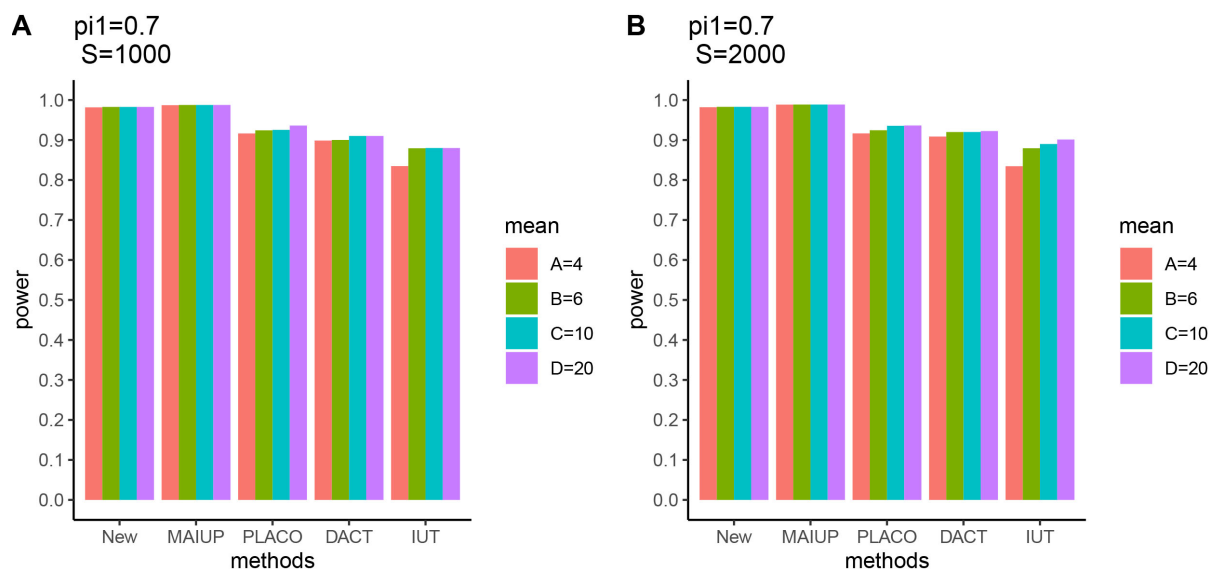 A
pi1=0.7
S=1000
power
1.0
0.9
0.8
0.7
0.6
0.5
0.4
0.3
0.2
0.1
0.0
New MAIUP PLACO DACT IUT
methods
mean
A=4
B=6
C=10
D=20
B
pi1=0.7
S=2000
power
1.0
0.9
0.8
0.7
0.6
0.5
0.4
0.3
0.2
0.1
0.0
New MAIUP PLACO DACT IUT
methods
mean
A=4
B=6
C=10
D=20